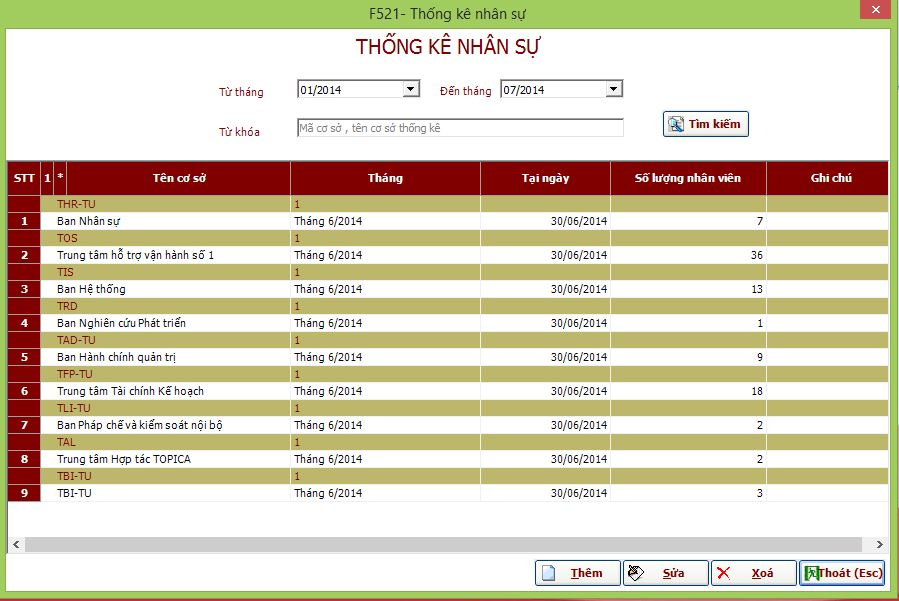 F521- Thống kê nhân sự
THỐNG KÊ NHÂN SỰ
Từ tháng 01/2014 Đến tháng 07/2014
Từ khóa Mã cơ sở , tên cơ sở thống kê Tìm kiếm
STT 1 * Tên cơ sở Tháng Tại ngày Số lượng nhân viên Ghi chú
THR-TU 1
1 Ban Nhân sự Tháng 6/2014 30/06/2014 7
TOS 1
2 Trung tâm hỗ trợ vận hành số 1 Tháng 6/2014 30/06/2014 36
TIS 1
3 Ban Hệ thống Tháng 6/2014 30/06/2014 13
TRD 1
4 Ban Nghiên cứu Phát triển Tháng 6/2014 30/06/2014 1
TAD-TU 1
5 Ban Hành chính quản trị Tháng 6/2014 30/06/2014 9
TFP-TU 1
6 Trung tâm Tài chính Kế hoạch Tháng 6/2014 30/06/2014 18
TLI-TU 1
7 Ban Pháp chế và kiểm soát nội bộ Tháng 6/2014 30/06/2014 2
TAL 1
8 Trung tâm Hợp tác TOPICA Tháng 6/2014 30/06/2014 2
TBI-TU 1
9 TBI-TU Tháng 6/2014 30/06/2014 3
Thêm Sửa Xoá Thoát (Esc)